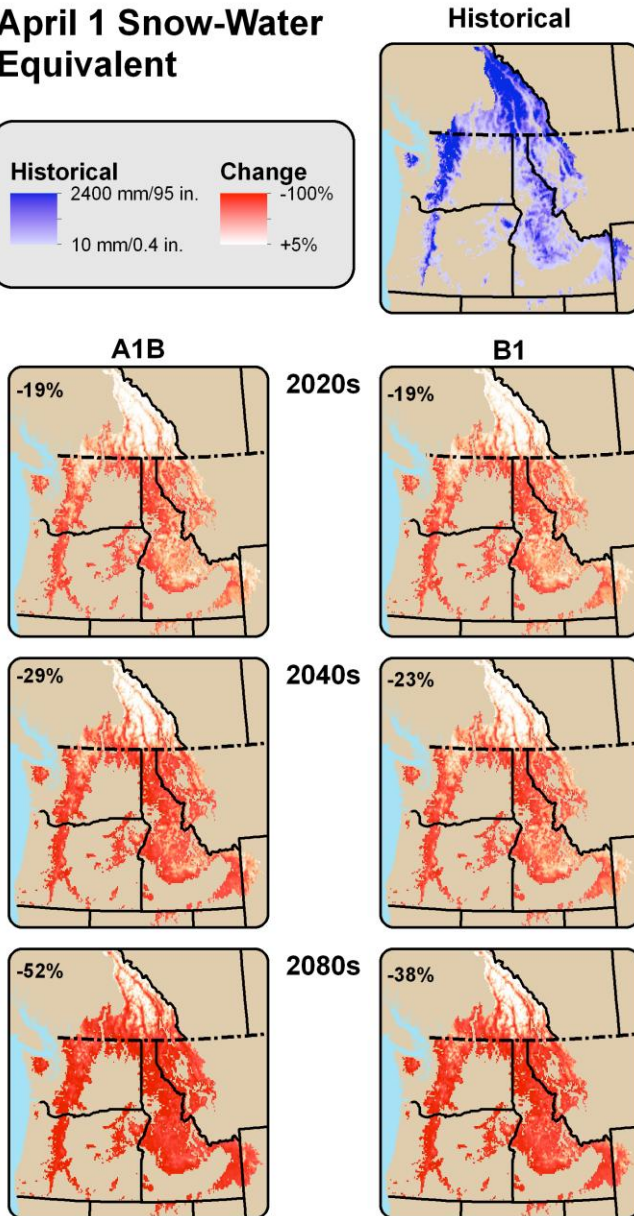 April 1 Snow-Water
Equivalent
Historical
Historical
Change
2400 mm/95 in.
-100%
10 mm/0.4 in.
+5%
A1B
B1
-19%
2020s
-19%
-29%
2040s
-23%
-52%
2080s
-38%